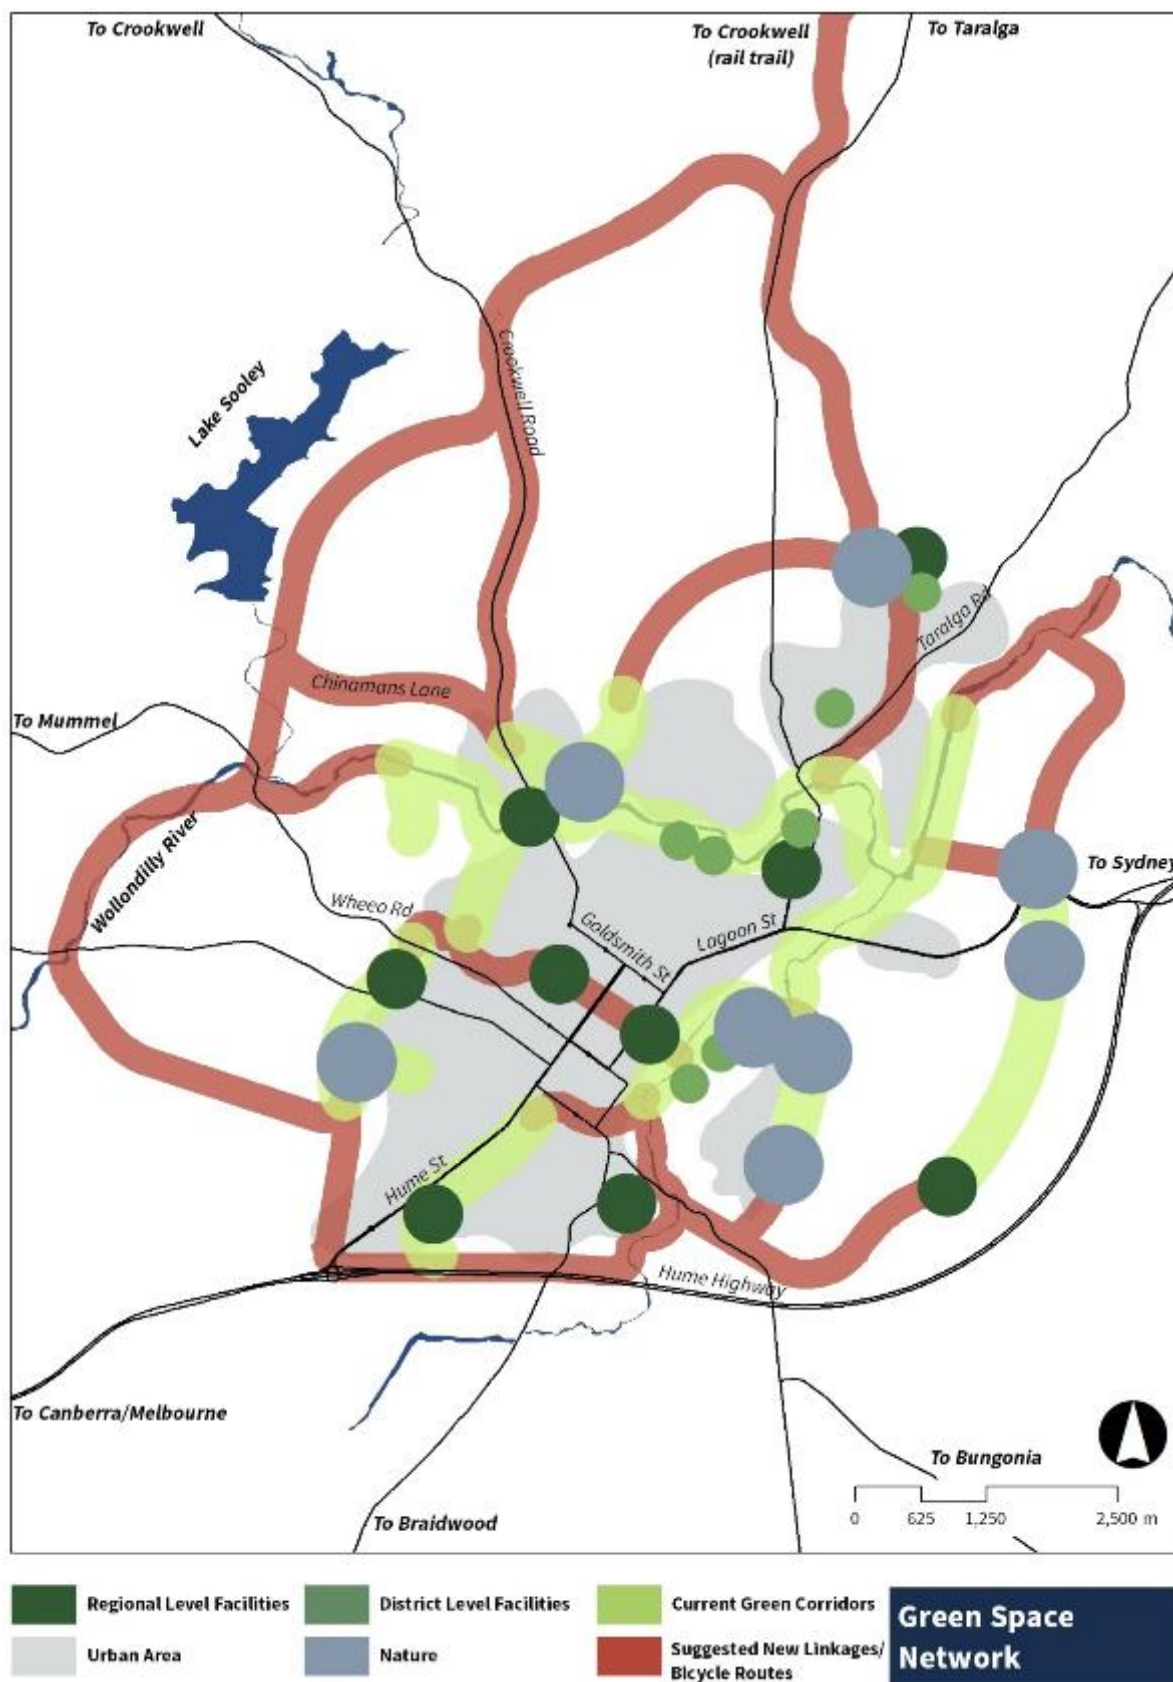 To Crookwell
To Crookwell
(rail trail)
To Taralga
Crookwell Road
Lake Sooley
Taralga Rd
Chinamans Lane
To Mummel
Wollondilly River
To Sydney
Wheeo Rd
Goldsmith St
Lagoon St
Hume St
Hume Highway
To Canberra/Melbourne
To Bungonia
To Braidwood
0 625 1,250 2,500 m
Regional Level Facilities
District Level Facilities
Current Green Corridors
Urban Area
Nature
Suggested New Linkages/
Bicycle Routes
Green Space
Network